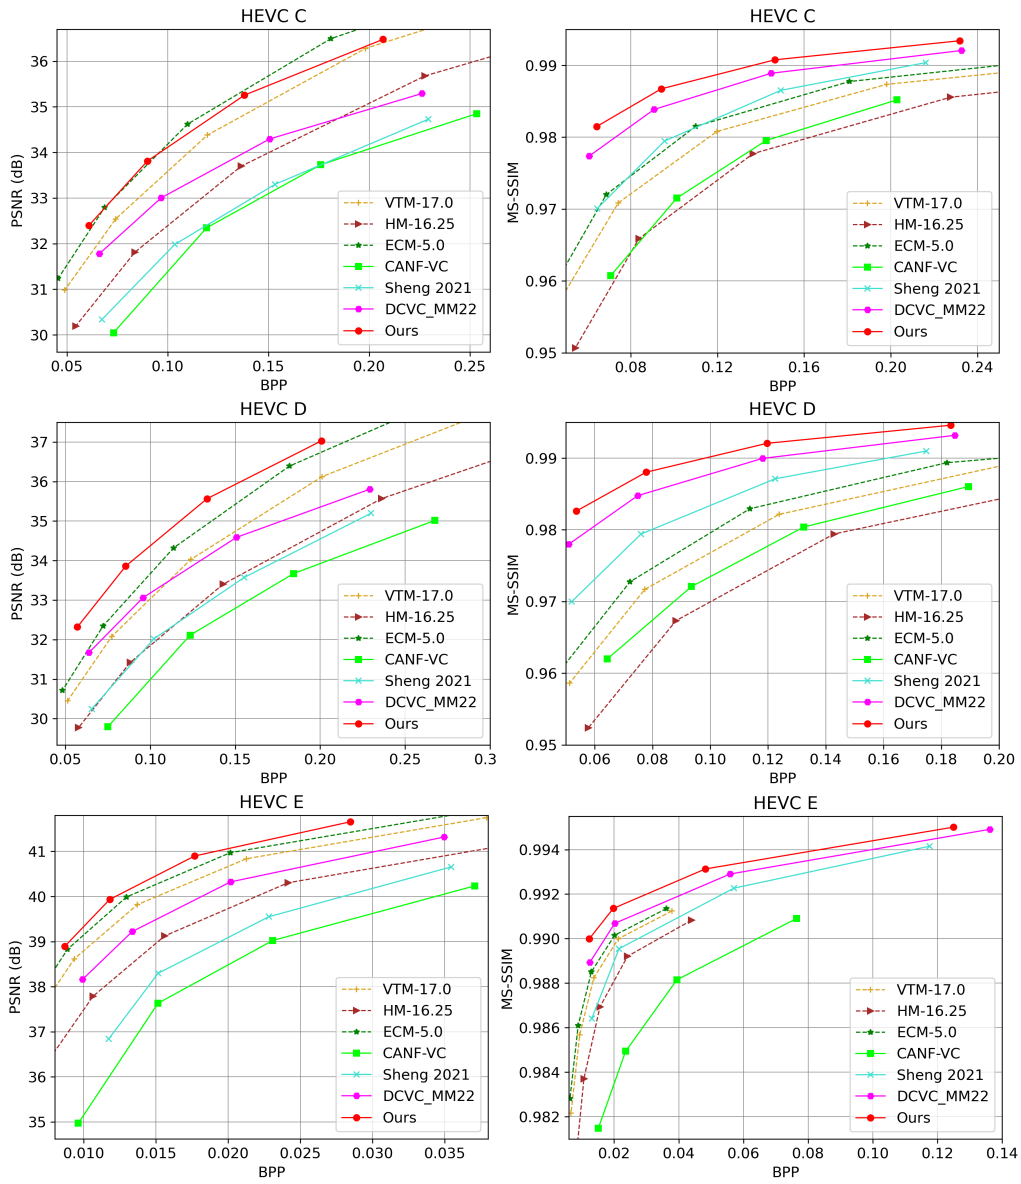 HEVC C
PSNR (dB)
36
35
34
33
32
31
30
0.05 0.10 0.15 0.20 0.25
BPP
VTM-17.0
HM-16.25
ECM-5.0
CANF-VC
Sheng 2021
DCVC_MM22
Ours
HEVC C
MS-SSIM
0.99
0.98
0.97
0.96
0.95
0.08 0.12 0.16 0.20 0.24
BPP
VTM-17.0
HM-16.25
ECM-5.0
CANF-VC
Sheng 2021
DCVC_MM22
Ours
HEVC D
PSNR (dB)
37
36
35
34
33
32
31
30
0.05 0.10 0.15 0.20 0.25 0.3
BPP
VTM-17.0
HM-16.25
ECM-5.0
CANF-VC
Sheng 2021
DCVC_MM22
Ours
HEVC D
MS-SSIM
0.99
0.98
0.97
0.96
0.95
0.06 0.08 0.10 0.12 0.14 0.16 0.18 0.20
BPP
VTM-17.0
HM-16.25
ECM-5.0
CANF-VC
Sheng 2021
DCVC_MM22
Ours
HEVC E
PSNR (dB)
41
40
39
38
37
36
35
0.010 0.015 0.020 0.025 0.030 0.035
BPP
VTM-17.0
HM-16.25
ECM-5.0
CANF-VC
Sheng 2021
DCVC_MM22
Ours
HEVC E
MS-SSIM
0.994
0.992
0.990
0.988
0.986
0.984
0.982
0.02 0.04 0.06 0.08 0.10 0.12 0.14
BPP
VTM-17.0
HM-16.25
ECM-5.0
CANF-VC
Sheng 2021
DCVC_MM22
Ours